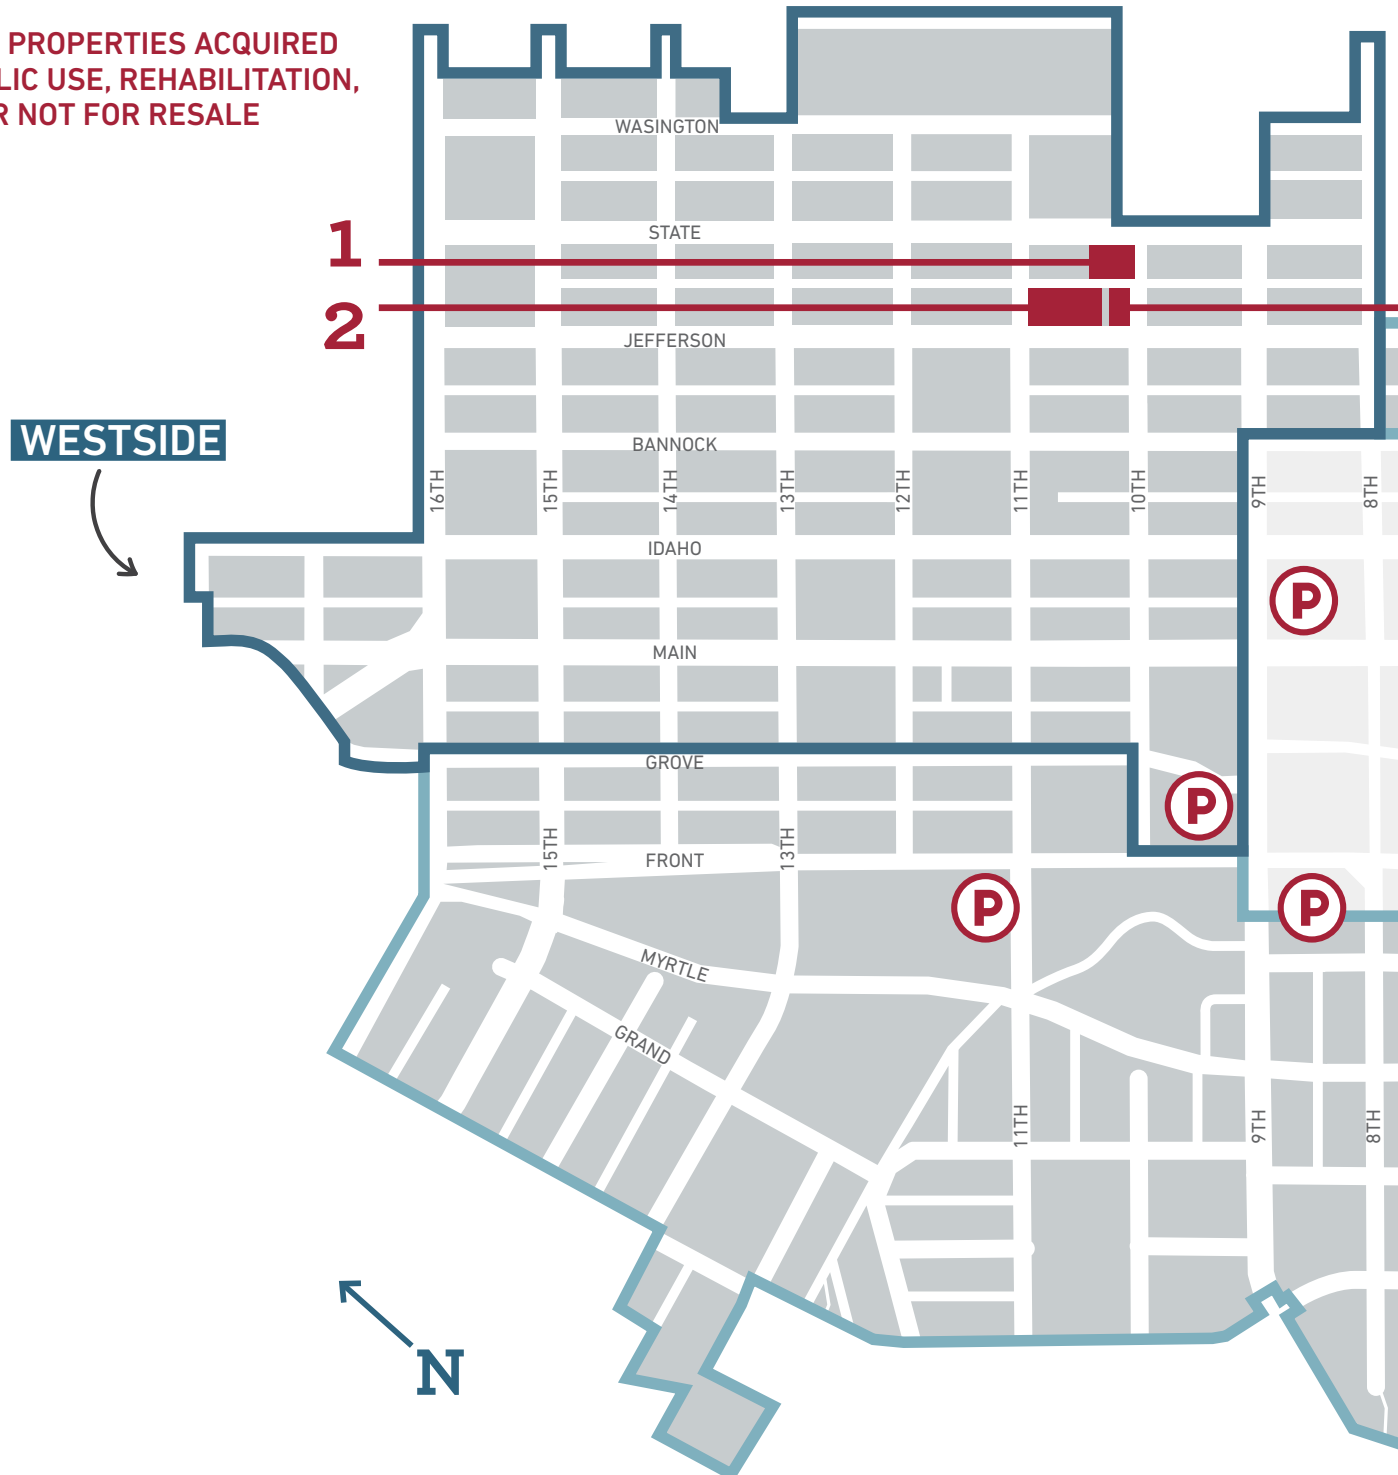 PROPERTIES ACQUIRED
LIC USE, REHABILITATION,
R NOT FOR RESALE
WASINGTON
1
STATE
2
JEFFERSON
WESTSIDE
BANNOCK
16TH
15TH
14TH
13TH
12TH
11TH
10TH
9TH
8TH
IDAHO
P
MAIN
GROVE
P
15TH
13TH
FRONT
P
P
MYRTLE
GRAND
11TH
9TH
8TH
N